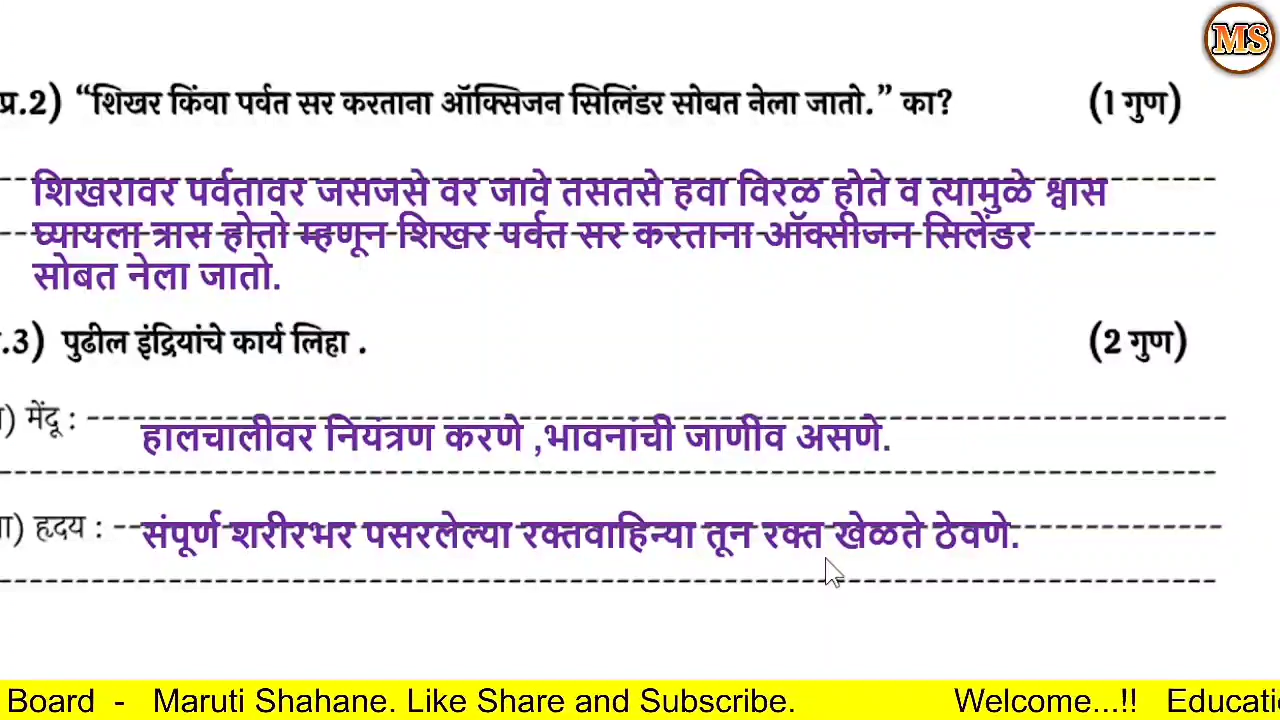 MS
प्र.2) “शिखर किंवा पर्वत सर करताना ऑक्सिजन सिलिंडर सोबत नेला जातो.” का? (1 गुण)
शिखरावर पर्वतावर जसजसे वर जावे तसतसे हवा विरळ होते व त्यामुळे श्वास
घ्यायला त्रास होतो म्हणून शिखर पर्वत सर करताना ऑक्सीजन सिलेंडर
सोबत नेला जातो.
.3) पुढील इंद्रियांचे कार्य लिहा . (2 गुण)
) मेंदू :
हालचालीवर नियंत्रण करणे ,भावनांची जाणीव असणे.
) हृदय :
संपूर्ण शरीरभर पसरलेल्या रक्तवाहिन्या तून रक्त खेळते ठेवणे.
Board - Maruti Shahane. Like Share and Subscribe. Welcome...!!